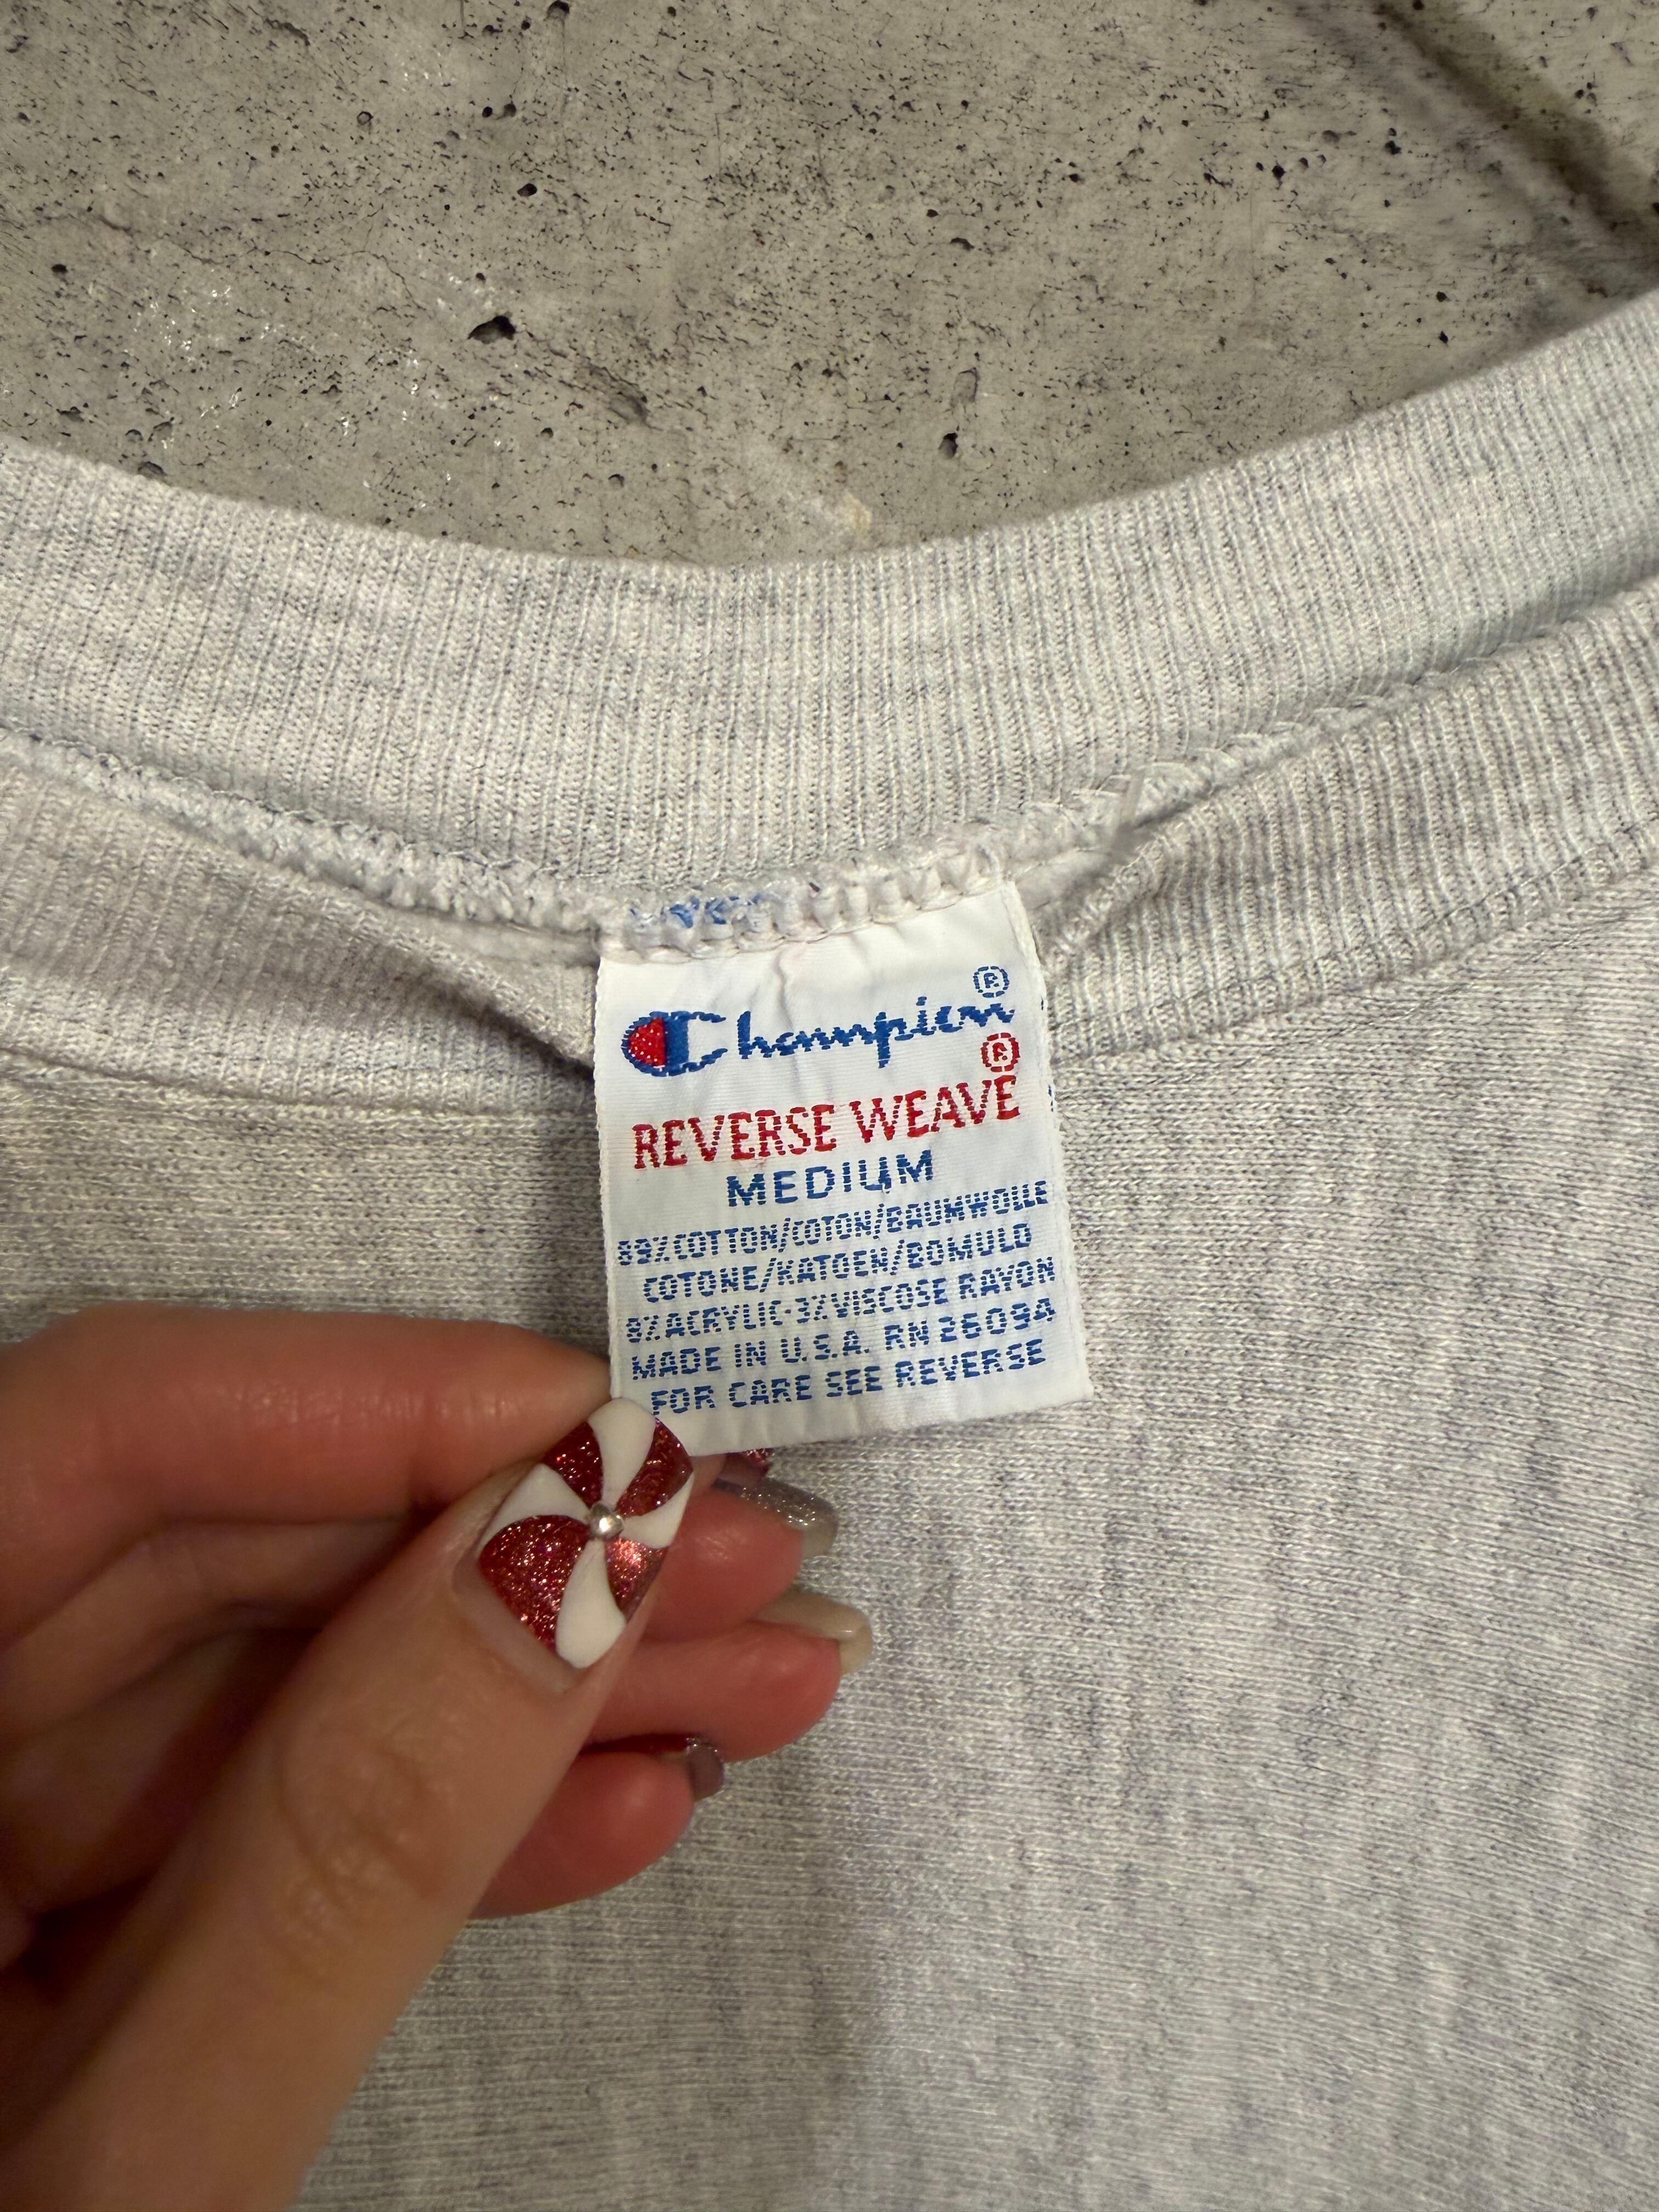 Champion®
REVERSE WEAVE®
MEDIUM
89% COTTON/COTON/BAUMWOLLE
COTONE/KATOEN/BOMULD
8% ACRYLIC-3% VISCOSE RAYON
MADE IN U.S.A. RN 26094
FOR CARE SEE REVERSE